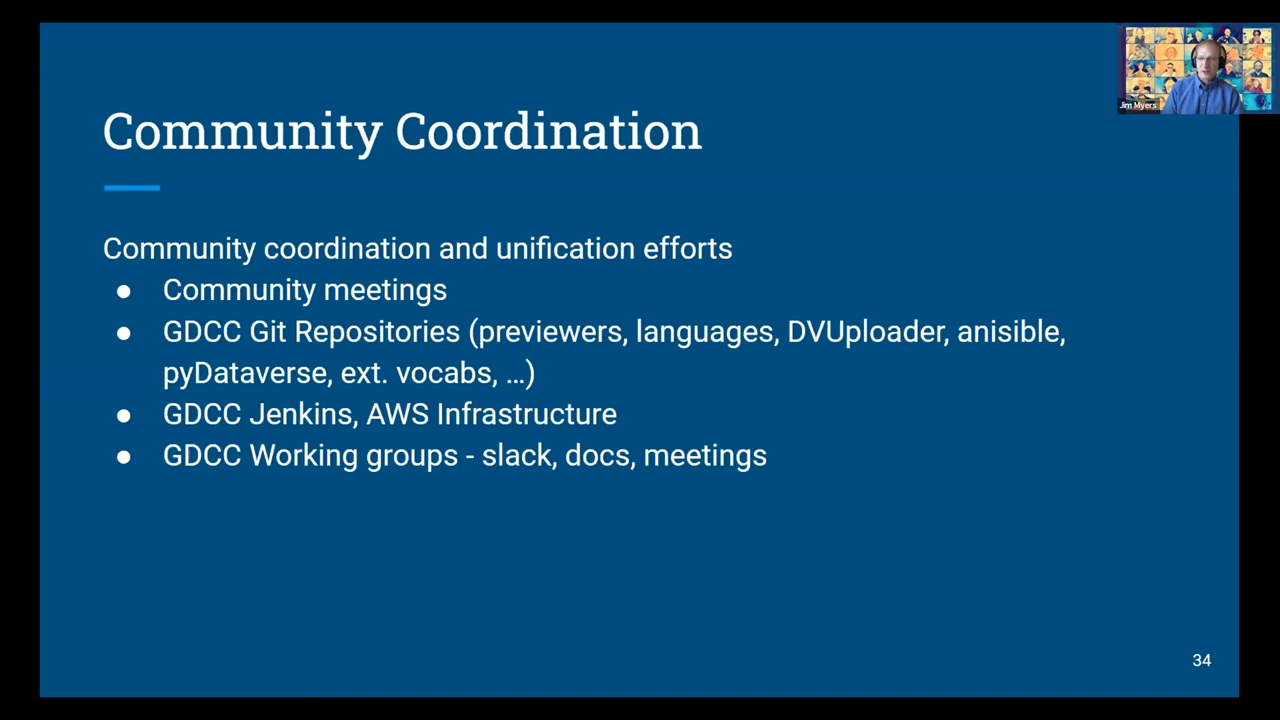 Jim Myers
Community Coordination
Community coordination and unification efforts
● Community meetings
● GDCC Git Repositories (previewers, languages, DVUploader, anisible,
pyDataverse, ext. vocabs, …)
● GDCC Jenkins, AWS Infrastructure
● GDCC Working groups - slack, docs, meetings
34